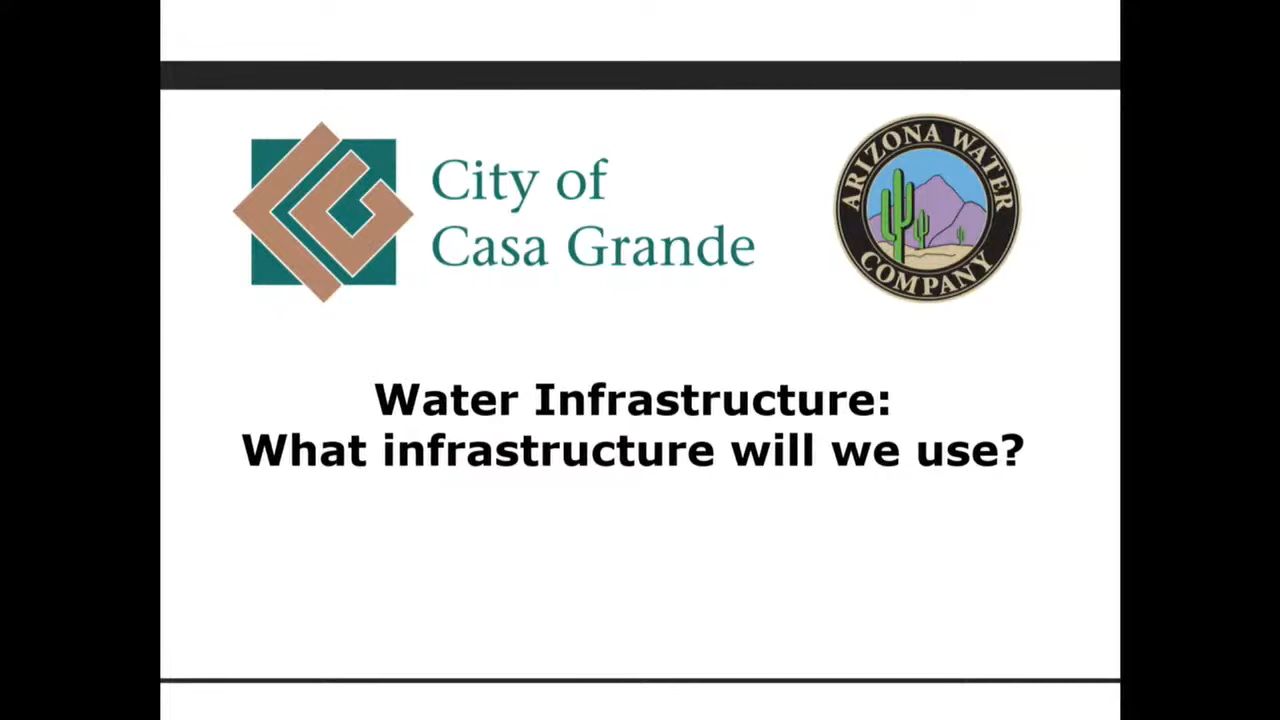 City of
Casa Grande
ARIZONA WATER
COMPANY
Water Infrastructure:
What infrastructure will we use?